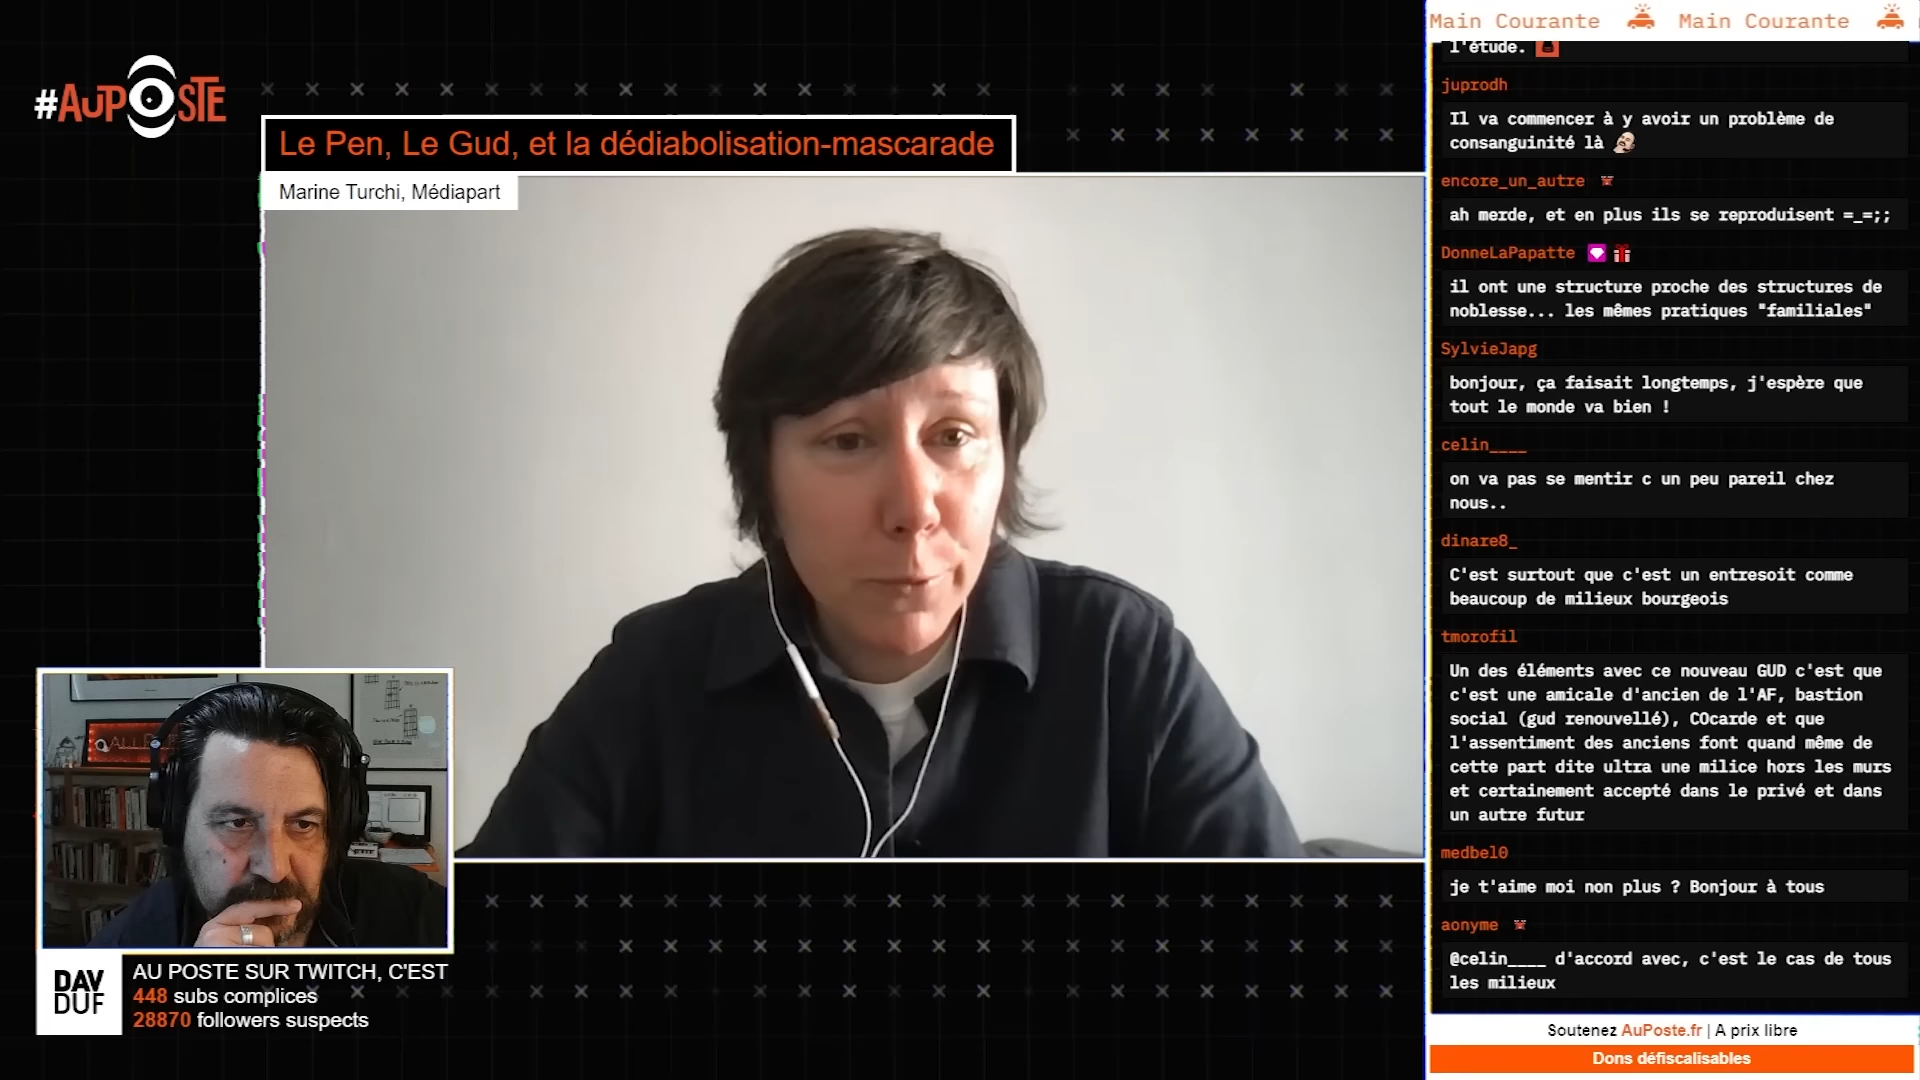 #AUPOSTE
Le Pen, Le Gud, et la dédiabolisation-mascarade
Marine Turchi, Médiapart
DAV
DUF
AU POSTE SUR TWITCH, C'EST
448 subs complices
28870 followers suspects
Main Courante Main Courante
l'étude.
juprodh
Il va commencer à y avoir un problème de
consanguinité là
encore_un_autre
ah merde, et en plus ils se reproduisent =_=;;
DonneLaPapatte
il ont une structure proche des structures de
noblesse... les mêmes pratiques "familiales"
SylvieJapg
bonjour, ça faisait longtemps, j'espère que
tout le monde va bien !
celin____
on va pas se mentir c un peu pareil chez
nous..
dinare8_
C'est surtout que c'est un entresoit comme
beaucoup de milieux bourgeois
tmorofil
Un des éléments avec ce nouveau GUD c'est que
c'est une amicale d'ancien de l'AF, bastion
social (gud renouvellé), COcarde et que
l'assentiment des anciens font quand même de
cette part dite ultra une milice hors les murs
et certainement accepté dans le privé et dans
un autre futur
medbel0
je t'aime moi non plus ? Bonjour à tous
aonyme
@celin____ d'accord avec, c'est le cas de tous
les milieux
Soutenez AuPoste.fr | A prix libre
Dons défiscalisables